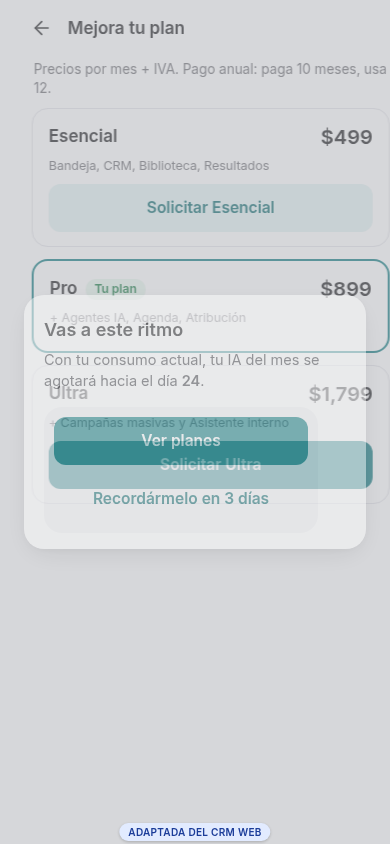 Mejora tu plan
Precios por mes + IVA. Pago anual: paga 10 meses, usa
12.
Esencial
$499
Bandeja, CRM, Biblioteca, Resultados
Solicitar Esencial
Pro
Tu plan
$899
+ Agentes IA, Agenda, Atribución
Vas a este ritmo
Con tu consumo actual, tu IA del mes se
agotará hacia el día 24.
Ultra
$1,799
+ Campañas masivas y Asistente Interno
Ver planes
Solicitar Ultra
Recordármelo en 3 días
ADAPTADA DEL CRM WEB